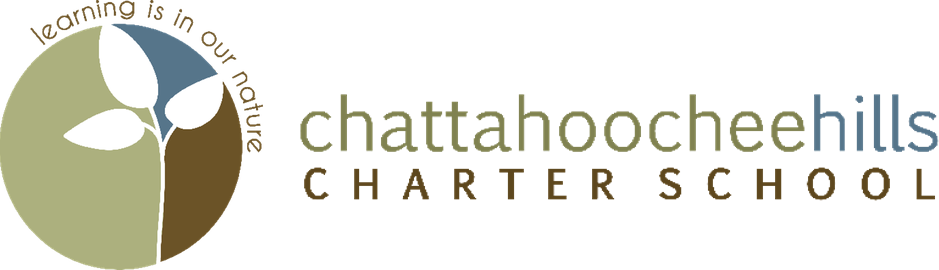 learning is in our nature
chattahoocheehills
CHARTER SCHOOL